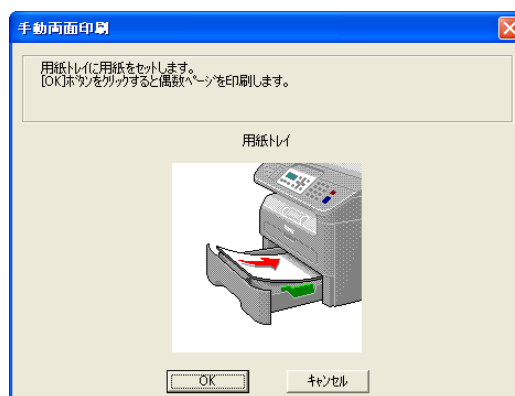 手動両面印刷
用紙トレイに用紙をセットします。
[OK]ボタンをクリックすると偶数ページを印刷します。
用紙トレイ
OK
キャンセル